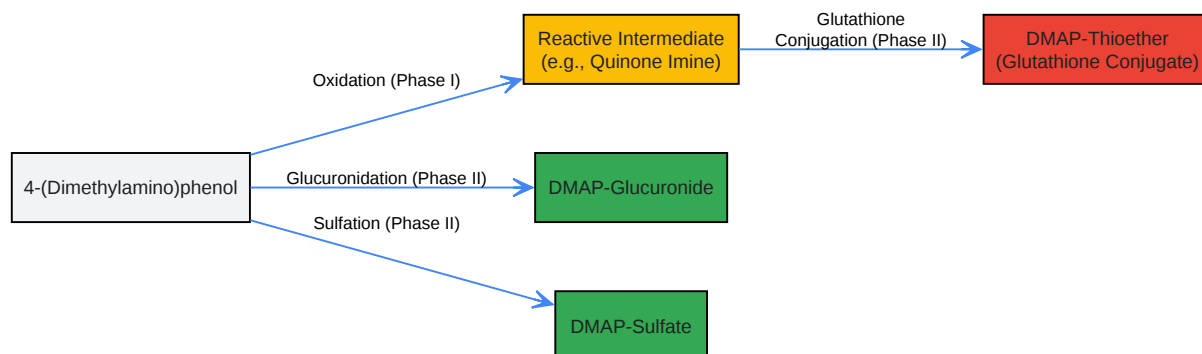 Glutathione
Conjugation (Phase II)
Reactive Intermediate
(e.g., Quinone Imine)
DMAP-Thioether
(Glutathione Conjugate)
Oxidation (Phase I)
4-(Dimethylamino)phenol
Glucuronidation (Phase II)
DMAP-Glucuronide
Sulfation (Phase II)
DMAP-Sulfate